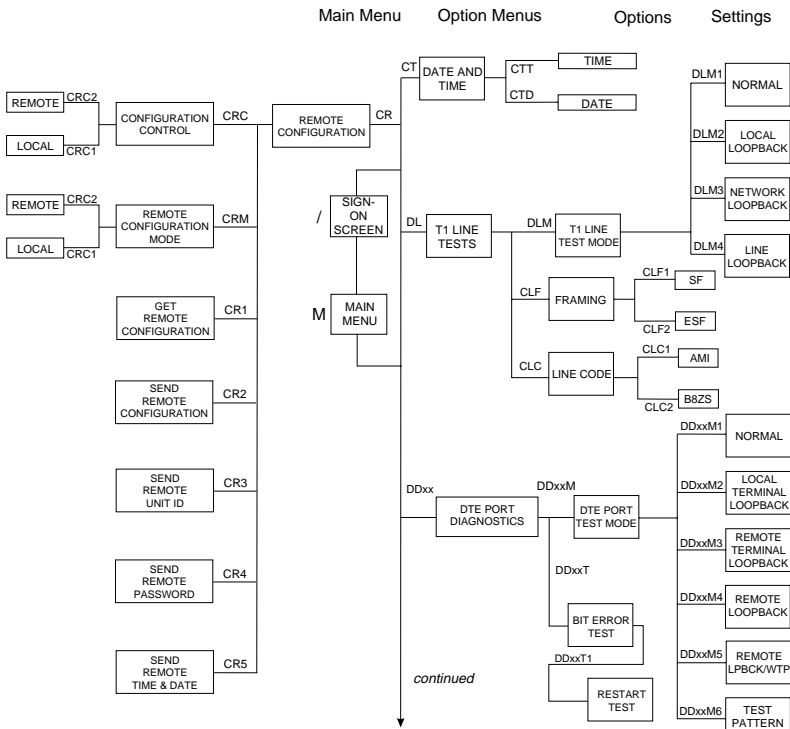 Main Menu Option Menus Options Settings
CT DATE AND TIME CTT TIME
CTD DATE
REMOTE CRC2
LOCAL CRC1
CONFIGURATION CONTROL CRC
REMOTE CONFIGURATION CR
DLM1 NORMAL
DLM2 LOCAL LOOPBACK
DLM3 NETWORK LOOPBACK
DLM4 LINE LOOPBACK
REMOTE CRC2
LOCAL CRC1
REMOTE CONFIGURATION MODE CRM
/ SIGN-ON SCREEN
DL T1 LINE TESTS DLM T1 LINE TEST MODE
GET REMOTE CONFIGURATION CR1
M MAIN MENU
CLF FRAMING CLF1 SF
CLF2 ESF
CLC LINE CODE CLC1 AMI
CLC2 B8ZS
SEND REMOTE CONFIGURATION CR2
SEND REMOTE UNIT ID CR3
SEND REMOTE PASSWORD CR4
SEND REMOTE TIME & DATE CR5
DDxx DTE PORT DIAGNOSTICS DDxxM DTE PORT TEST MODE
DDxxM1 NORMAL
DDxxM2 LOCAL TERMINAL LOOPBACK
DDxxM3 REMOTE TERMINAL LOOPBACK
DDxxM4 REMOTE LOOPBACK
DDxxM5 REMOTE LPBCK/WTP
DDxxM6 TEST PATTERN
DDxxT BIT ERROR TEST
DDxxT1 RESTART TEST
continued